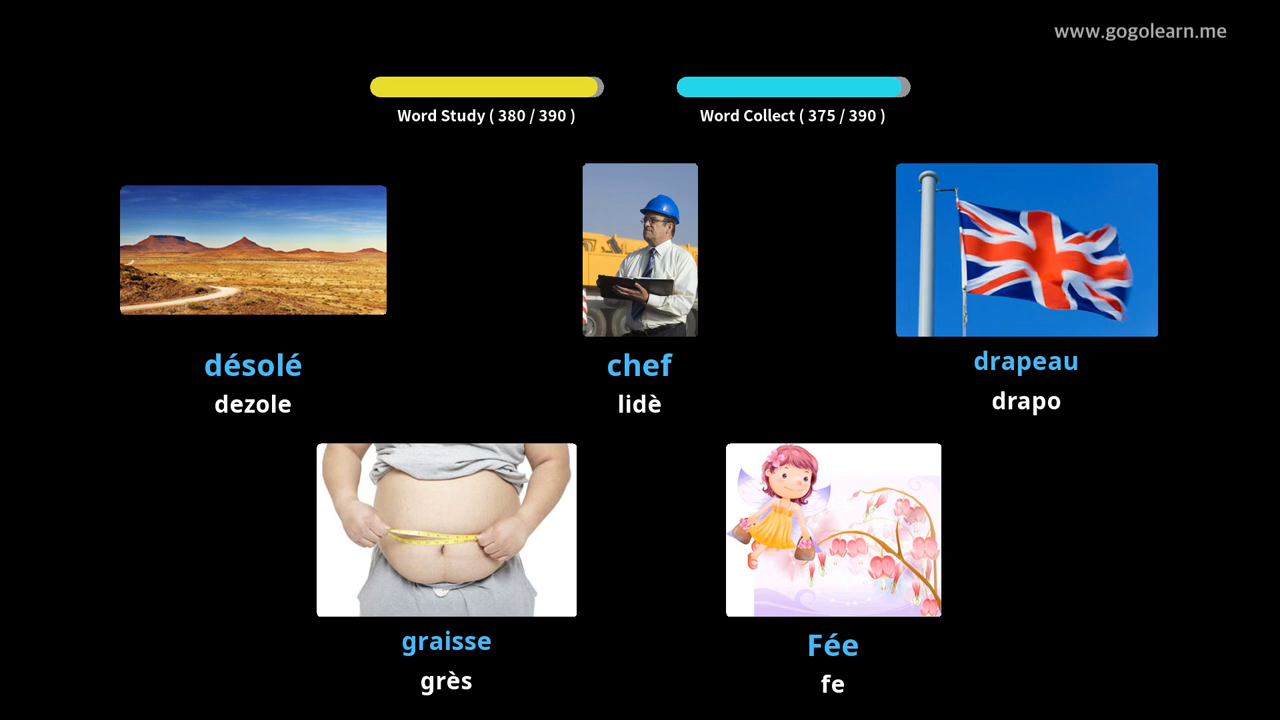 www.gogolearn.me
Word Study ( 380 / 390 )
Word Collect ( 375 / 390 )
désolé
dezole
chef
lidè
drapeau
drapo
graisse
grès
Fée
fe